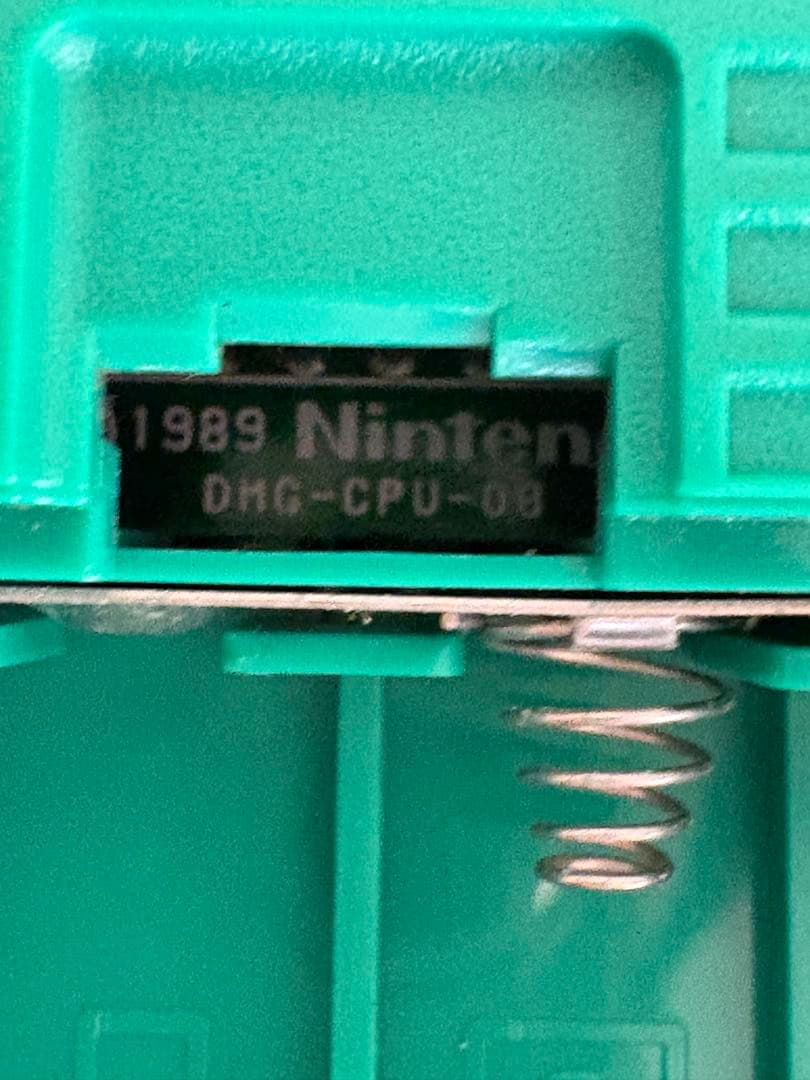 1989 Ninten
DMG-CPU-08